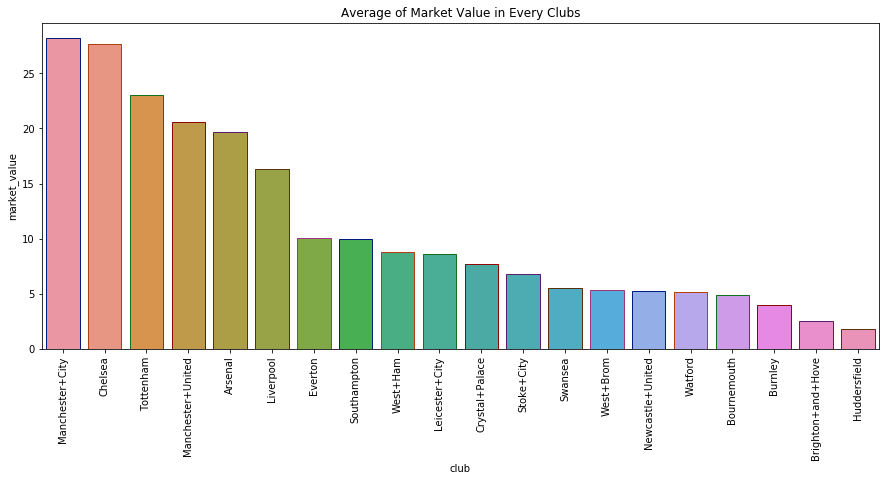 Average of Market Value in Every Clubs
market_value
25
20
15
10
5
0
Manchester+City
Chelsea
Tottenham
Manchester+United
Arsenal
Liverpool
Everton
Southampton
West+Ham
Leicester+City
Crystal+Palace
Stoke+City
Swansea
West+Brom
Newcastle+United
Watford
Bournemouth
Burnley
Brighton+and+Hove
Huddersfield
club